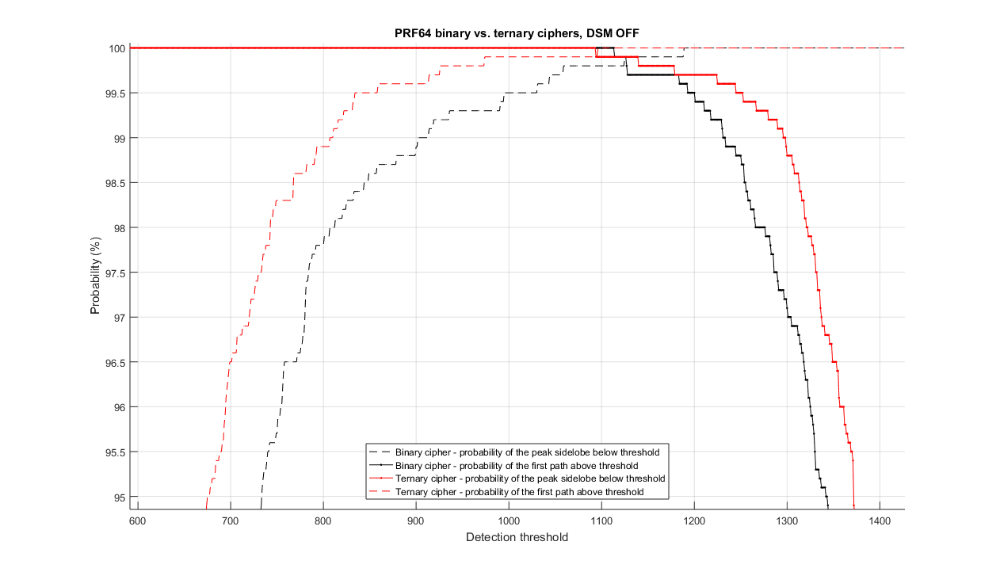 PRF64 binary vs. ternary ciphers, DSM OFF
100
99.5
99
98.5
98
97.5
97
96.5
96
95.5
95
Probability (%)
Binary cipher - probability of the peak sidelobe below threshold
Binary cipher - probability of the first path above threshold
Ternary cipher - probability of the peak sidelobe below threshold
Ternary cipher - probability of the first path above threshold
600 700 800 900 1000 1100 1200 1300 1400
Detection threshold